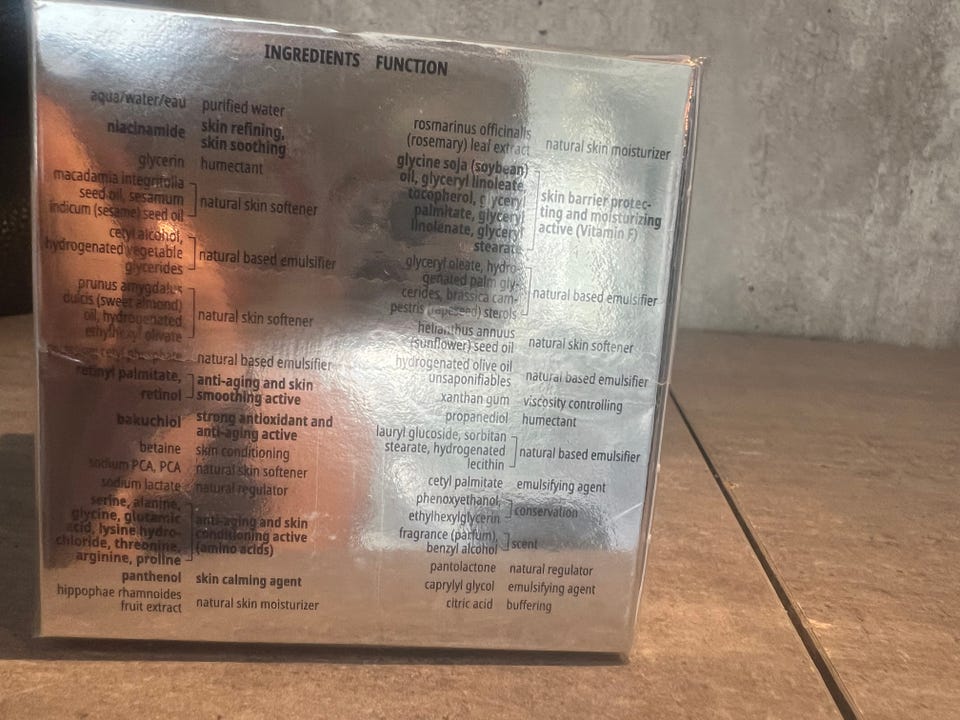 INGREDIENTS FUNCTION
aqua/water/eau purified water
niacinamide skin refining,
skin soothing
glycerin humectant
macadamia integrifolia
seed oil, sesamum
indicum (sesame) seed oil
natural skin softener
cetyl alcohol,
hydrogenated vegetable
glycerides
natural based emulsifier
prunus amygdalus
dulcis (sweet almond)
oil, hydrogenated
ethylhexyl olivate
natural skin softener
cetyl phosphate natural based emulsifier
retinyl palmitate,
retinol
anti-aging and skin
smoothing active
bakuchiol strong antioxidant and
anti-aging active
betaine skin conditioning
sodium PCA, PCA natural skin softener
sodium lactate natural regulator
serine, alanine,
glycine, glutamic
acid, lysine hydro-
chloride, threonine,
arginine, proline
anti-aging and skin
conditioning active
(amino acids)
panthenol skin calming agent
hippophae rhamnoides
fruit extract
natural skin moisturizer
rosmarinus officinalis
(rosemary) leaf extract
natural skin moisturizer
glycine soja (soybean)
oil, glyceryl linoleate,
tocopherol, glyceryl
palmitate, glyceryl
linolenate, glyceryl
stearate
skin barrier protec-
ting and moisturizing
active (Vitamin F)
glyceryl oleate, hydro-
genated palm gly-
cerides, brassica cam-
pestris (rapeseed) sterols
natural based emulsifier
helianthus annuus
(sunflower) seed oil
natural skin softener
hydrogenated olive oil
unsaponifiables
natural based emulsifier
xanthan gum viscosity controlling
propanediol humectant
lauryl glucoside, sorbitan
stearate, hydrogenated
lecithin
natural based emulsifier
cetyl palmitate emulsifying agent
phenoxyethanol,
ethylhexylglycerin
conservation
fragrance (parfum),
benzyl alcohol
scent
pantolactone natural regulator
caprylyl glycol emulsifying agent
citric acid buffering